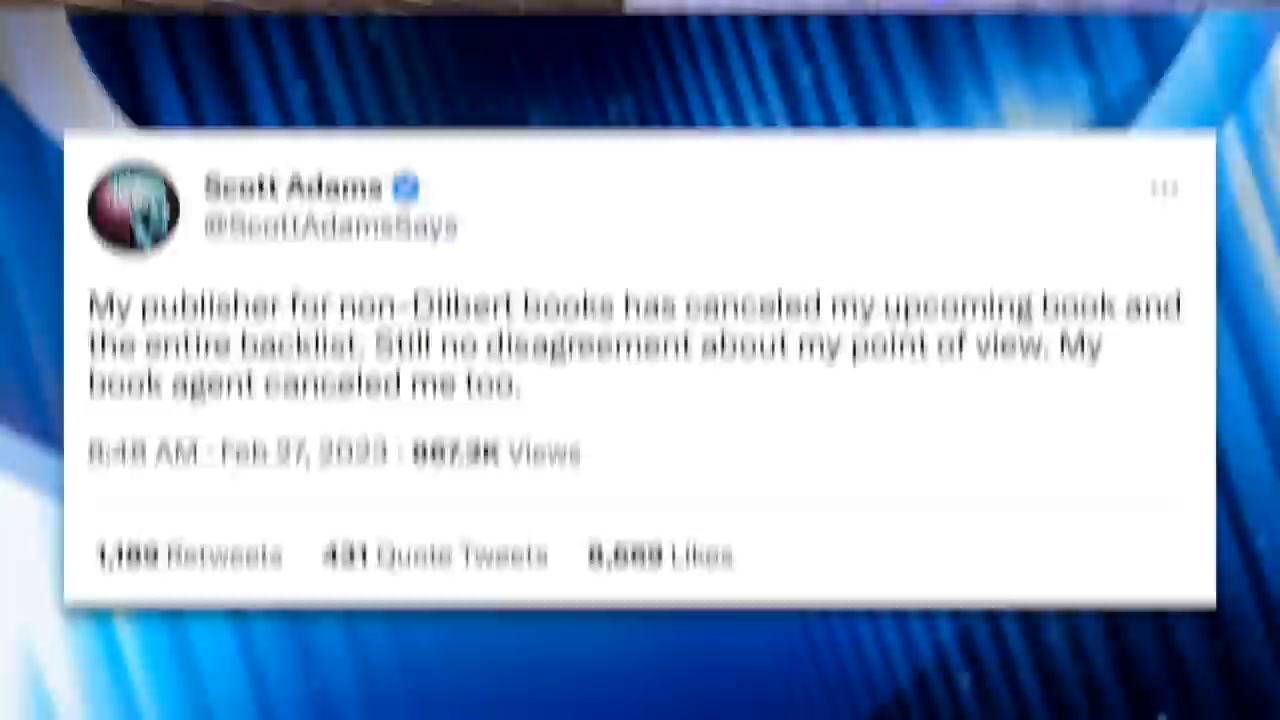 Scott Adams
@ScottAdamsSays
My publisher for non-Dilbert books has canceled my upcoming book and
the entire backlist. Still no disagreement about my point of view. My
book agent canceled me too.
8:48 AM · Feb 27, 2023 · Views
Retweets 431 Quote Tweets Likes